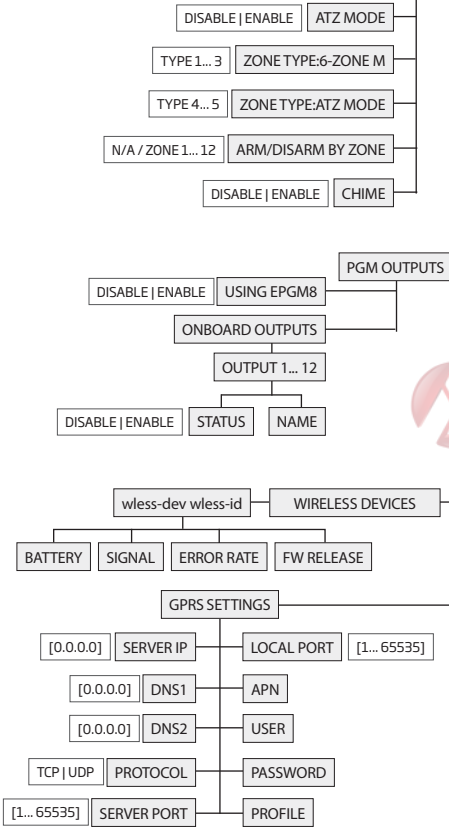 DISABLE | ENABLE ATZ MODE
TYPE 1... 3 ZONE TYPE:6-ZONE M
TYPE 4... 5 ZONE TYPE:ATZ MODE
N/A / ZONE 1... 12 ARM/DISARM BY ZONE
DISABLE | ENABLE CHIME
PGM OUTPUTS
DISABLE | ENABLE USING EPGM8
ONBOARD OUTPUTS
OUTPUT 1... 12
DISABLE | ENABLE STATUS NAME
wless-dev wless-id WIRELESS DEVICES
BATTERY SIGNAL ERROR RATE FW RELEASE
GPRS SETTINGS
[0.0.0.0] SERVER IP LOCAL PORT [1... 65535]
[0.0.0.0] DNS1 APN
[0.0.0.0] DNS2 USER
TCP | UDP PROTOCOL PASSWORD
[1... 65535] SERVER PORT PROFILE